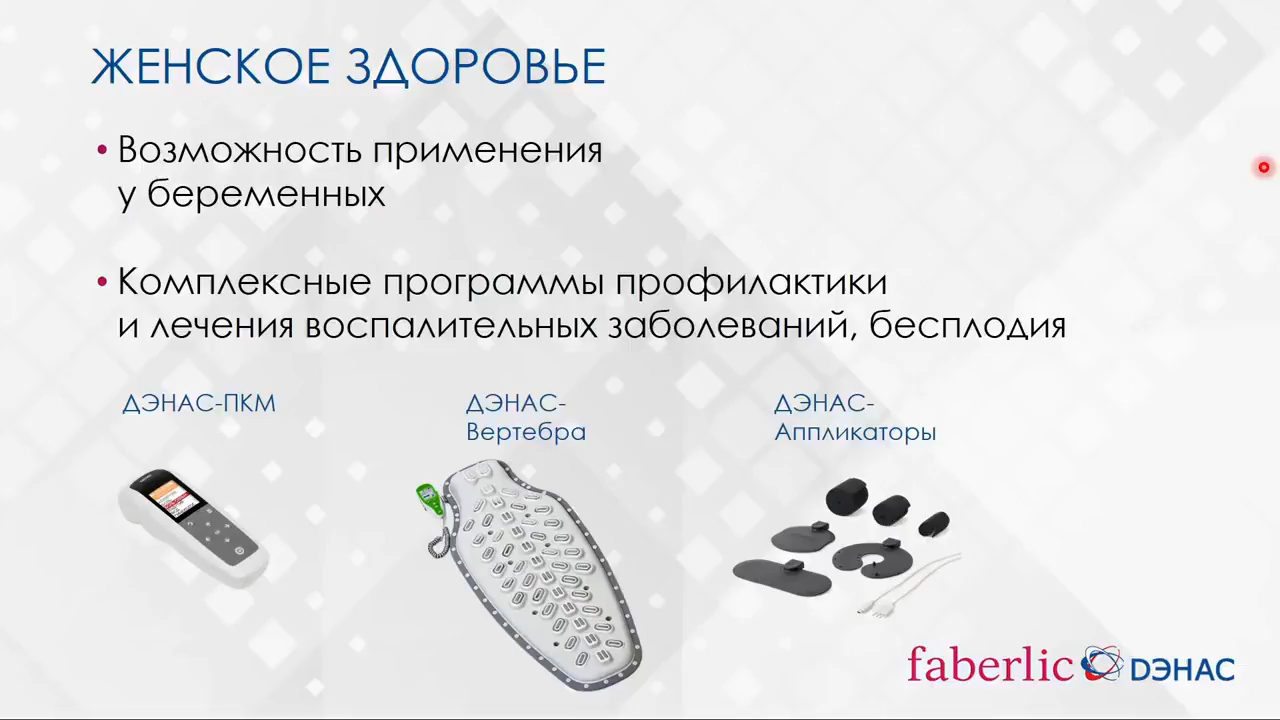 ЖЕНСКОЕ ЗДОРОВЬЕ
• Возможность применения
у беременных
• Комплексные программы профилактики
и лечения воспалительных заболеваний, бесплодия
ДЭНАС-ПКМ
ДЭНАС-
Вертебра
ДЭНАС-
Аппликаторы
faberlic ДЭНАС